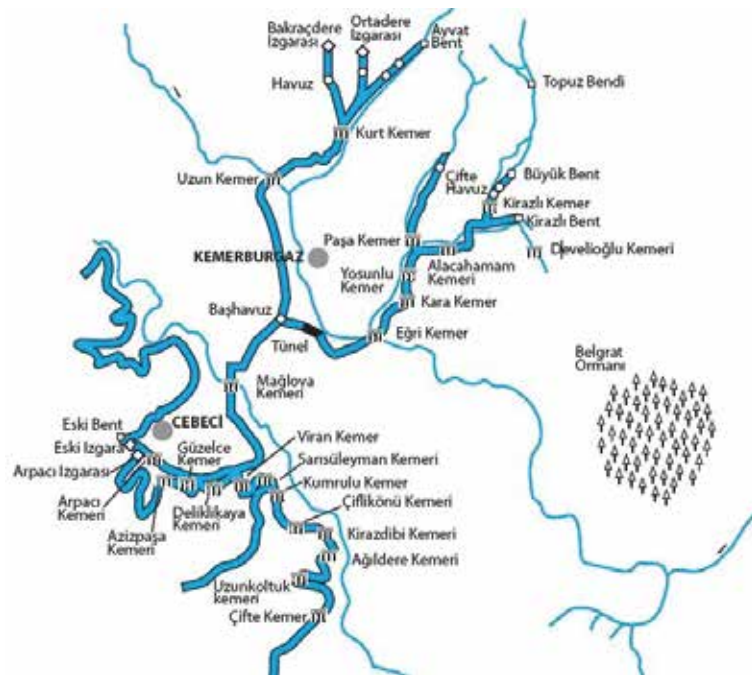 Bakraçdere
Izgarası
Ortadere
Izgarası
Ayvat
Bent
Havuz
Topuz Bendi
Kurt Kemer
Uzun Kemer
Çifte
Havuz
Büyük Bent
Kirazlı Kemer
Kirazlı Bent
Paşa Kemer
KEMERBURGAZ
Yosunlu
Kemer
Alacahamam
Kemeri
Develioğlu Kemeri
Kara Kemer
Başhavuz
Tünel
Eğri Kemer
Belgrat
Ormanı
Mağlova
Kemeri
Eski Bent
CEBECİ
Eski Izgara
Güzelce
Kemer
Viran Kemer
Arpacı Izgarası
Sarısüleyman Kemeri
Kumrulu Kemer
Arpacı
Kemeri
Azizpaşa
Kemeri
Deliklikaya
Kemeri
Çiflikönü Kemeri
Kirazdibi Kemeri
Ağıldere Kemeri
Uzunkoltuk
kemeri
Çifte Kemer